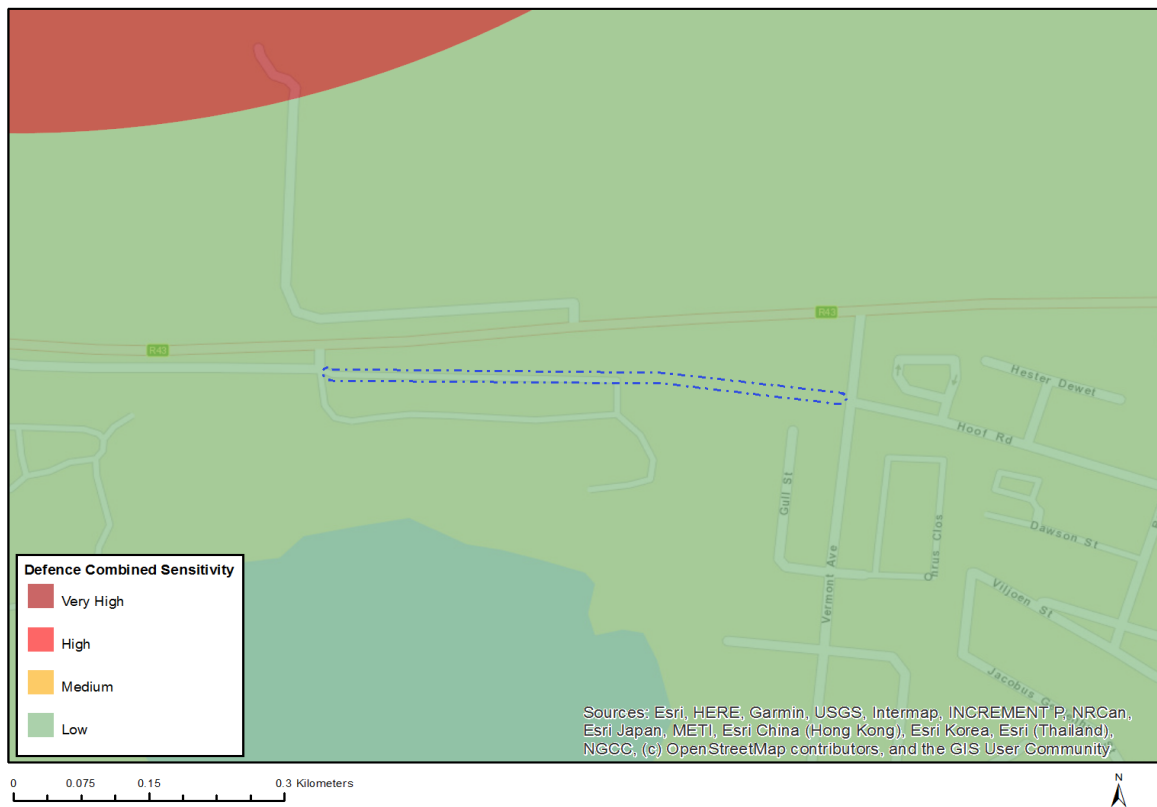 R43
R43
Hester Dewet
Hoof Rd
Gull St
Dawson St
Onrus Clos
Vermont Ave
Viljoen St
Defence Combined Sensitivity
Very High
High
Medium
Low
Sources: Esri, HERE, Garmin, USGS, Intermap, INCREMENT P, NRCan,
Esri Japan, METI, Esri China (Hong Kong), Esri Korea, Esri (Thailand),
NGCC, (c) OpenStreetMap contributors, and the GIS User Community
0 0.075 0.15 0.3 Kilometers
N